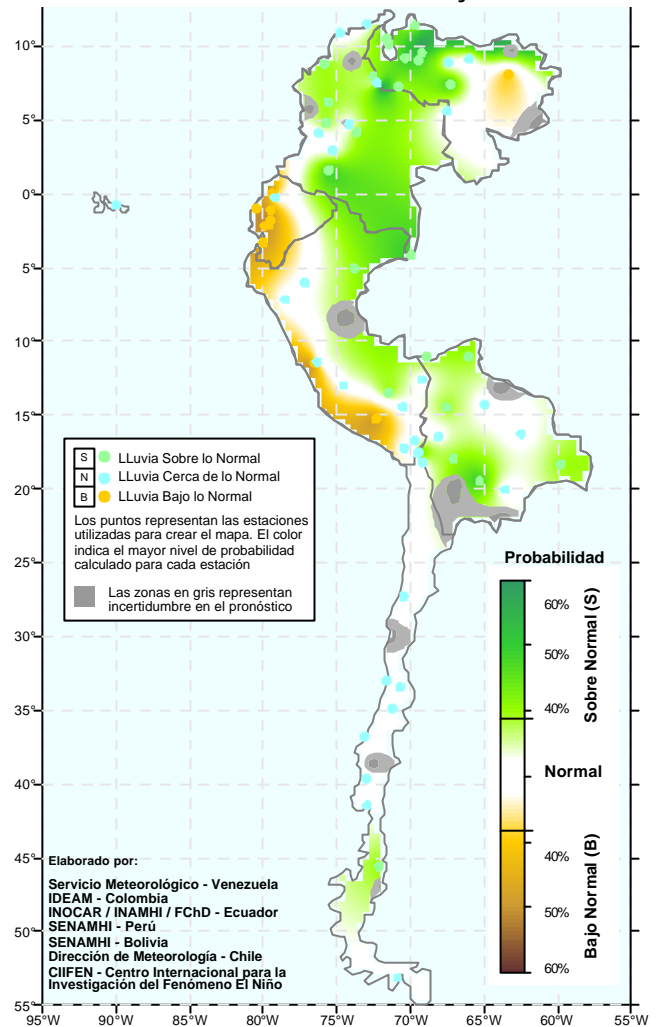 10°
5°
0°
5°
10°
15°
20°
25°
30°
35°
40°
45°
50°
55°
95°W
90°W
85°W
80°W
75°W
70°W
65°W
60°W
55°W
S LLuvia Sobre lo Normal
N LLuvia Cerca de lo Normal
B LLuvia Bajo lo Normal
Los puntos representan las estaciones
utilizadas para crear el mapa. El color
indica el mayor nivel de probabilidad
calculado para cada estación
Las zonas en gris representan
incertidumbre en el pronóstico
Probabilidad
60%
50%
40%
Sobre Normal (S)
Normal
40%
50%
60%
Bajo Normal (B)
Elaborado por:
Servicio Meteorológico - Venezuela
IDEAM - Colombia
INOCAR / INAMHI / FChD - Ecuador
SENAMHI - Perú
SENAMHI - Bolivia
Dirección de Meteorología - Chile
CIIFEN - Centro Internacional para la
Investigación del Fenómeno El Niño